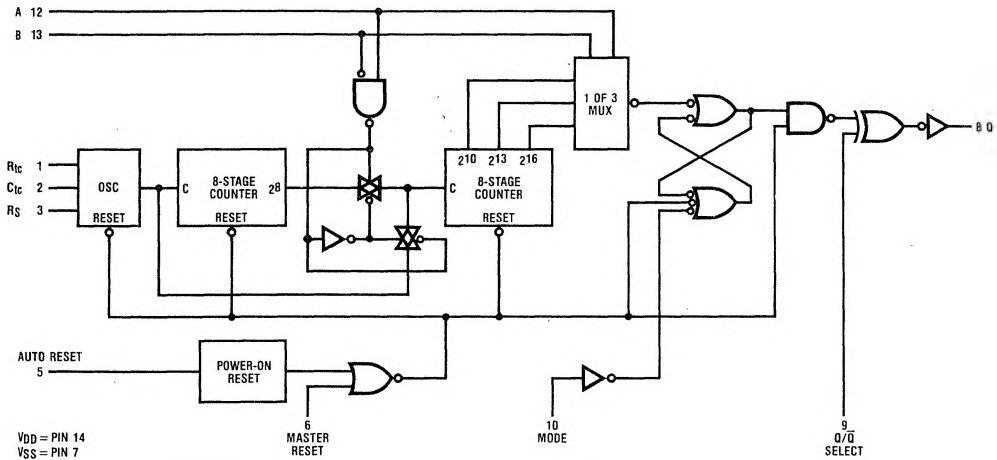 A 12
B 13
1 OF 3
MUX
8 Q
2^10 2^13 2^16
Rtc 1
Ctc 2
RS 3
OSC
RESET
C
8-STAGE
COUNTER
2^8
RESET
C
8-STAGE
COUNTER
RESET
AUTO RESET
5
POWER-ON
RESET
6
MASTER
RESET
10
MODE
9
Q/Q̅
SELECT
VDD = PIN 14
VSS = PIN 7